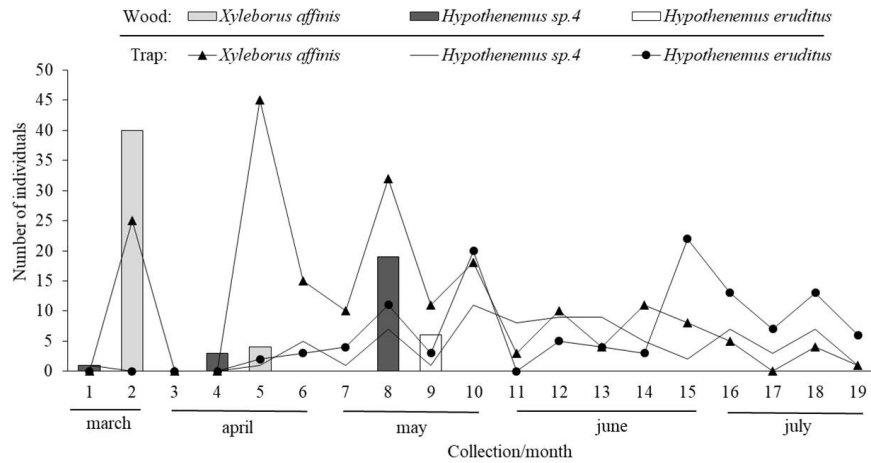 Wood: Xyleborus affinis Hypothenemus sp.4 Hypothenemus eruditus
Trap: Xyleborus affinis Hypothenemus sp.4 Hypothenemus eruditus
50
45
40
35
30
25
20
15
10
5
0
Number of individuals
1 2 3 4 5 6 7 8 9 10 11 12 13 14 15 16 17 18 19
march april may june july
Collection/month